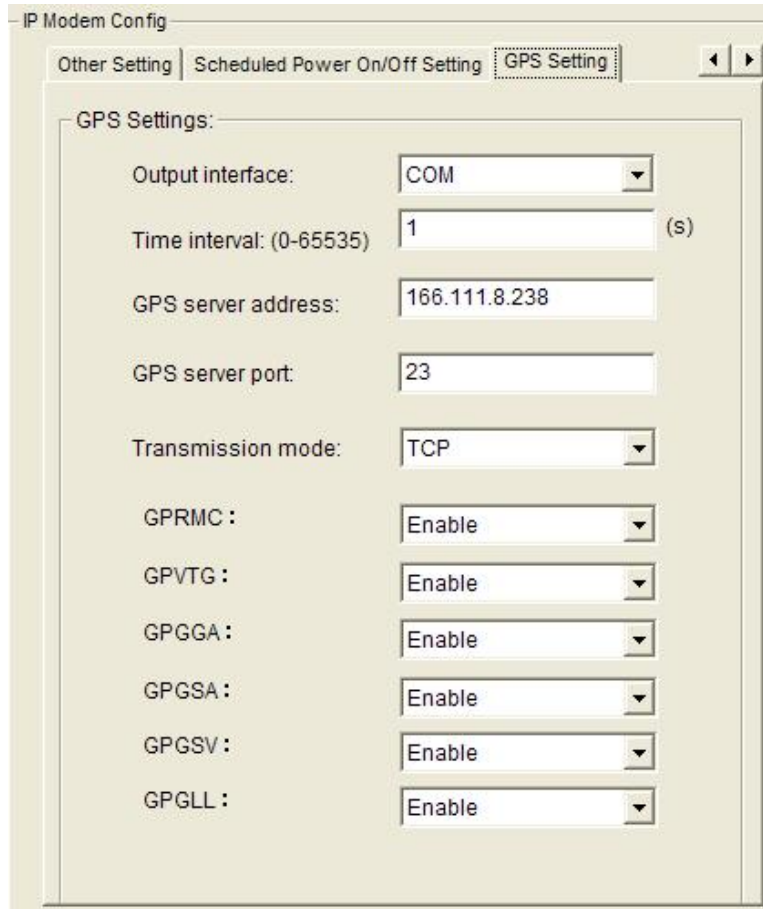 IP Modem Config
Other Setting Scheduled Power On/Off Setting GPS Setting
GPS Settings:
Output interface: COM
Time interval: (0-65535) 1 (s)
GPS server address: 166.111.8.238
GPS server port: 23
Transmission mode: TCP
GPRMC: Enable
GPVTG: Enable
GPGGA: Enable
GPGSA: Enable
GPGSV: Enable
GPGLL: Enable